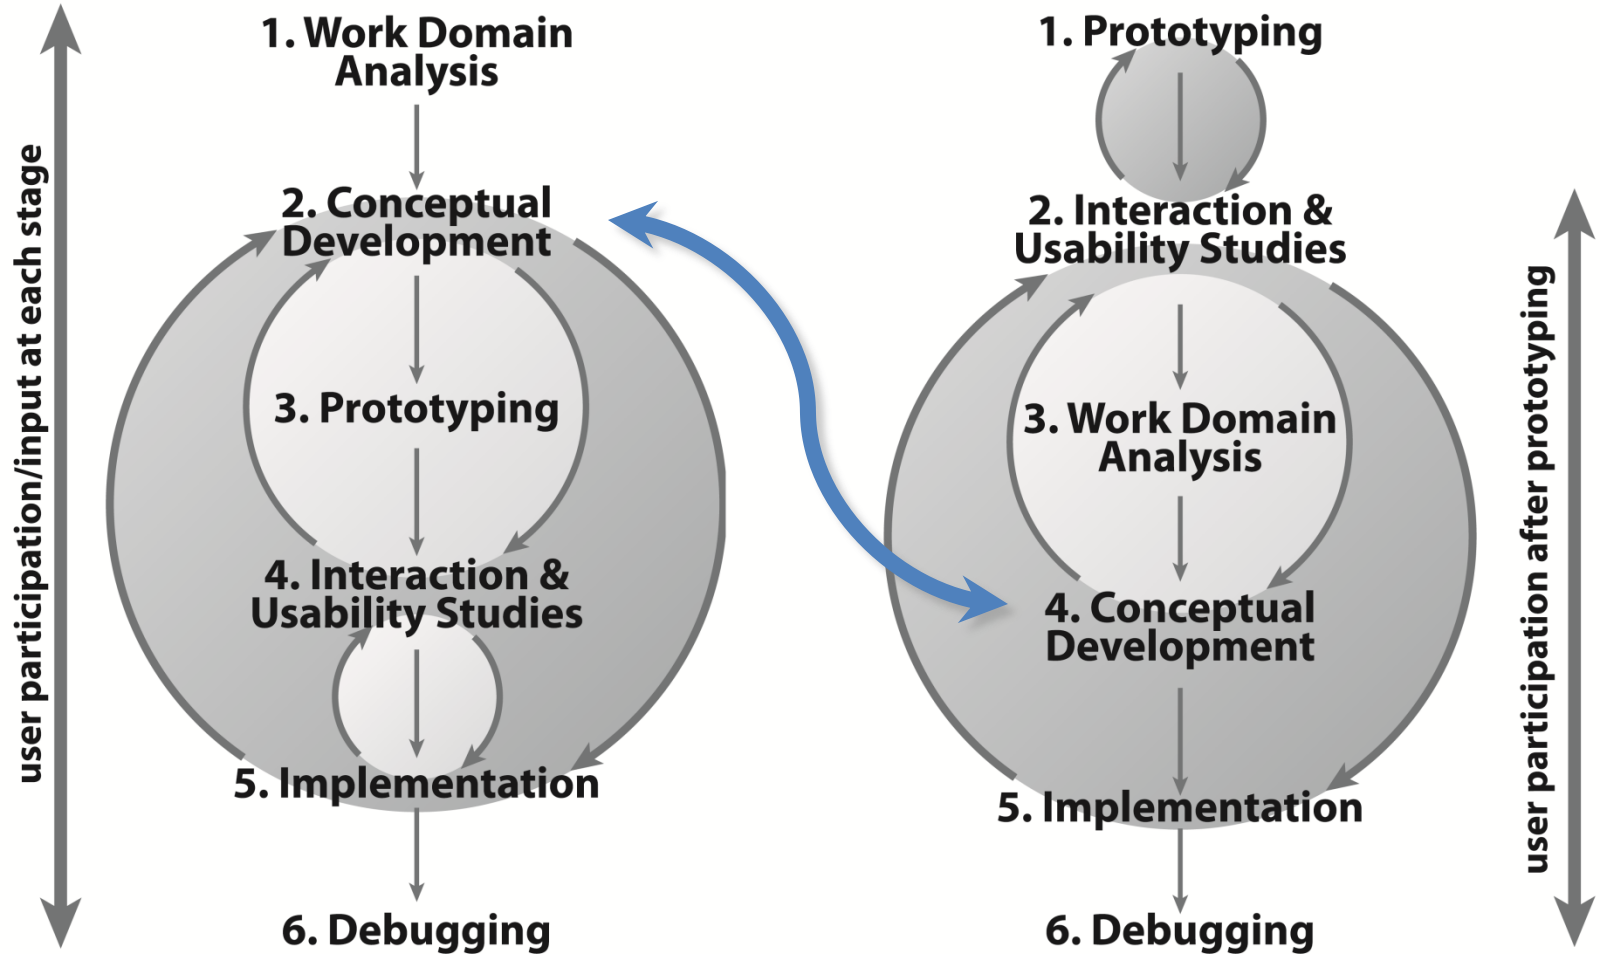 user participation/input at each stage
1. Work Domain
Analysis
2. Conceptual
Development
3. Prototyping
4. Interaction &
Usability Studies
5. Implementation
6. Debugging
1. Prototyping
2. Interaction &
Usability Studies
3. Work Domain
Analysis
4. Conceptual
Development
5. Implementation
6. Debugging
user participation after prototyping